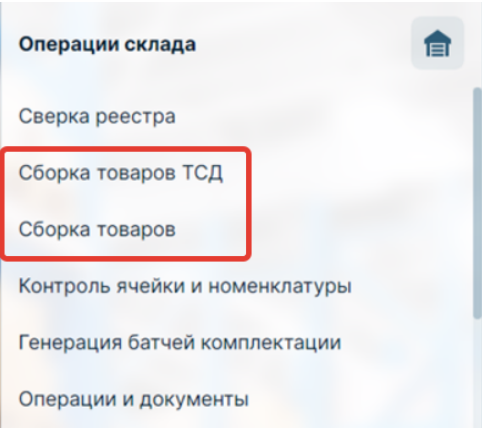 Операции склада
Сверка реестра
Сборка товаров ТСД
Сборка товаров
Контроль ячейки и номенклатуры
Генерация батчей комплектации
Операции и документы